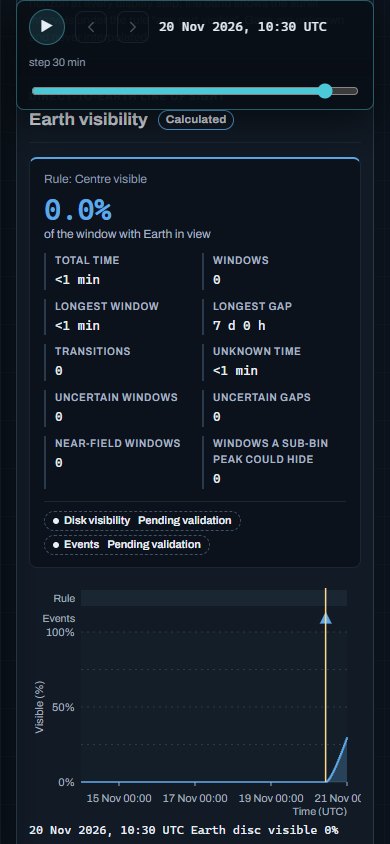 20 Nov 2026, 10:30 UTC
step 30 min
Earth visibility Calculated
Rule: Centre visible
0.0%
of the window with Earth in view
TOTAL TIME
<1 min
WINDOWS
0
LONGEST WINDOW
<1 min
LONGEST GAP
7 d 0 h
TRANSITIONS
0
UNKNOWN TIME
<1 min
UNCERTAIN WINDOWS
0
UNCERTAIN GAPS
0
NEAR-FIELD WINDOWS
0
WINDOWS A SUB-BIN
PEAK COULD HIDE
0
Disk visibility Pending validation
Events Pending validation
Rule
Events
100%
50%
0%
Visible (%)
15 Nov 00:00 17 Nov 00:00 19 Nov 00:00 21 Nov 0
Time (UTC)
20 Nov 2026, 10:30 UTC Earth disc visible 0%